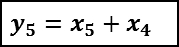 y₅ = x₅ + x₄